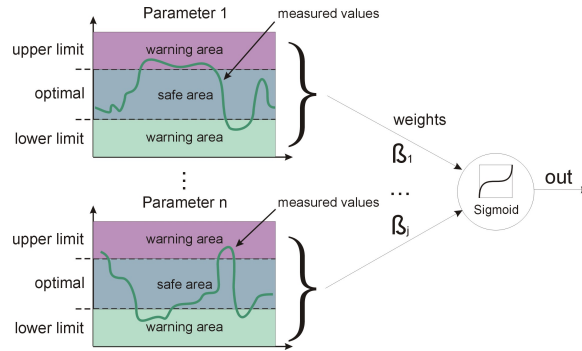 Parameter 1
measured values
upper limit
warning area
optimal
safe area
lower limit
warning area
weights
ß1
...
Sigmoid
out
...
Parameter n
measured values
upper limit
warning area
optimal
safe area
lower limit
warning area
ßj